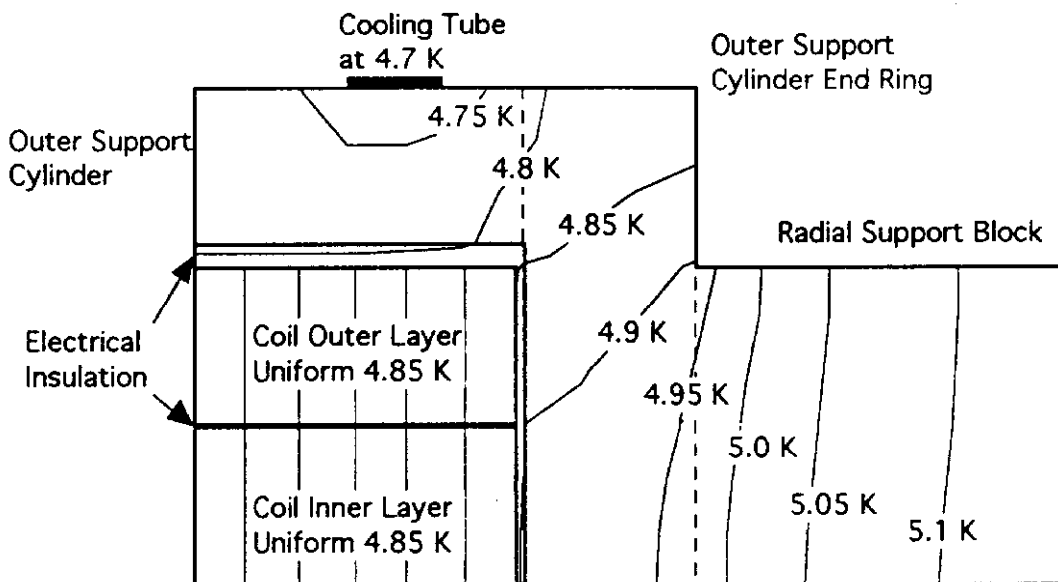 Cooling Tube
at 4.7 K
Outer Support
Cylinder End Ring
4.75 K
Outer Support
Cylinder
4.8 K
4.85 K
Radial Support Block
Electrical
Insulation
Coil Outer Layer
Uniform 4.85 K
4.9 K
4.95 K
5.0 K
Coil Inner Layer
Uniform 4.85 K
5.05 K
5.1 K